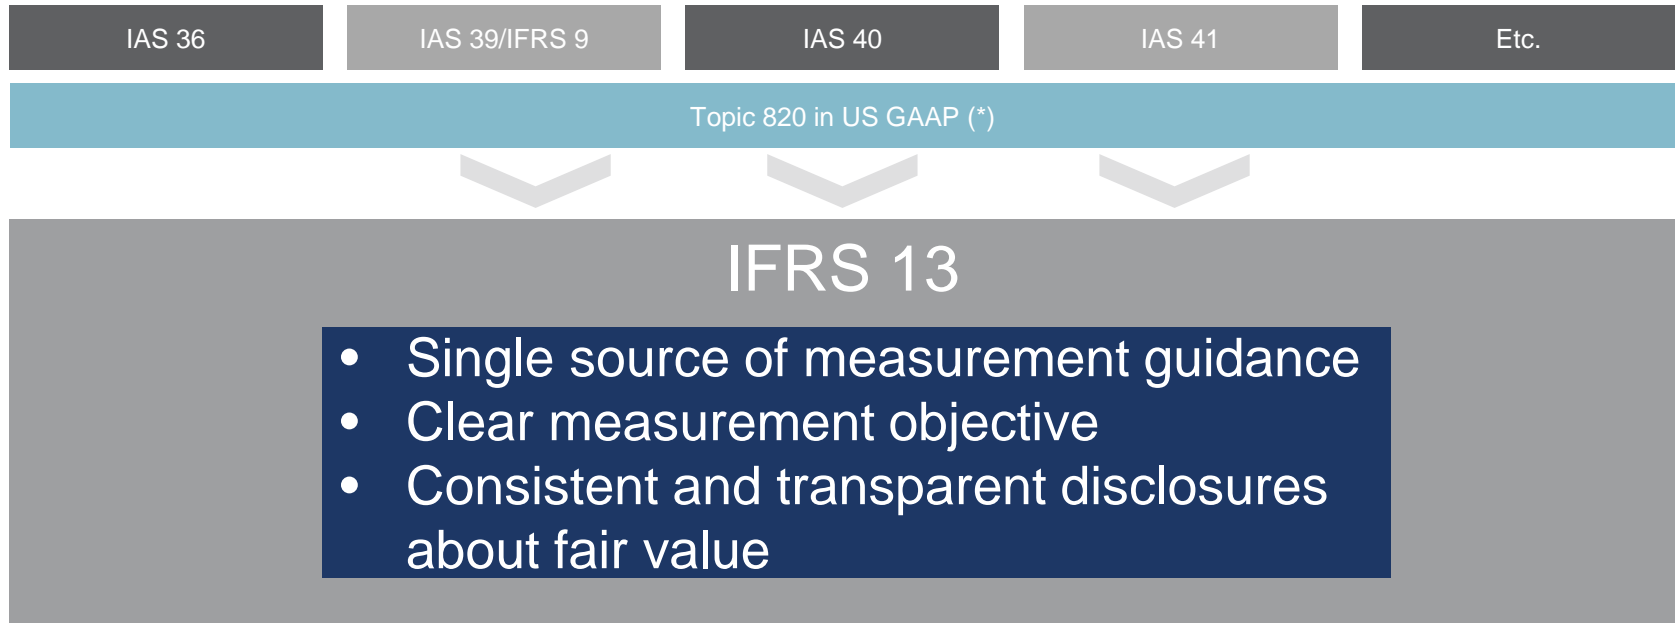 IAS 36
IAS 39/IFRS 9
IAS 40
IAS 41
Etc.
Topic 820 in US GAAP (*)
IFRS 13
• Single source of measurement guidance
• Clear measurement objective
• Consistent and transparent disclosures
about fair value